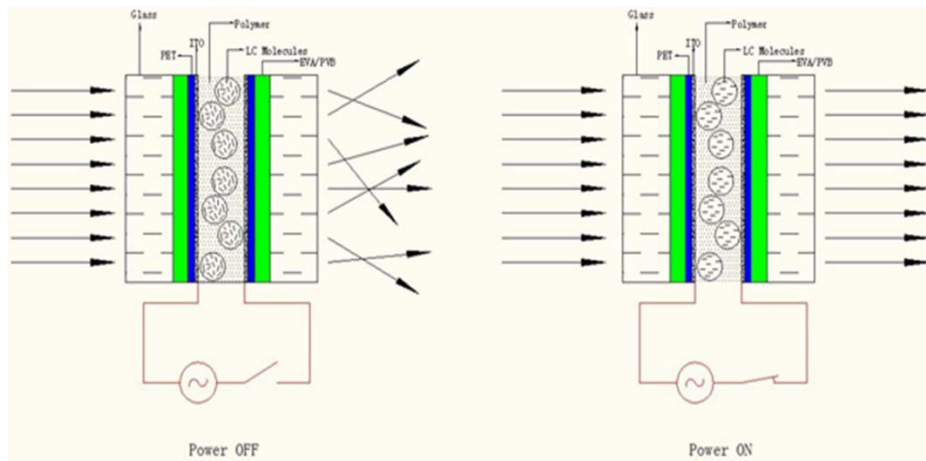 Glass
Polymer
ITO
LC Molecules
PET
EVA/PVB
Power OFF
Glass
Polymer
ITO
LC Molecules
PET
EVA/PVB
Power ON